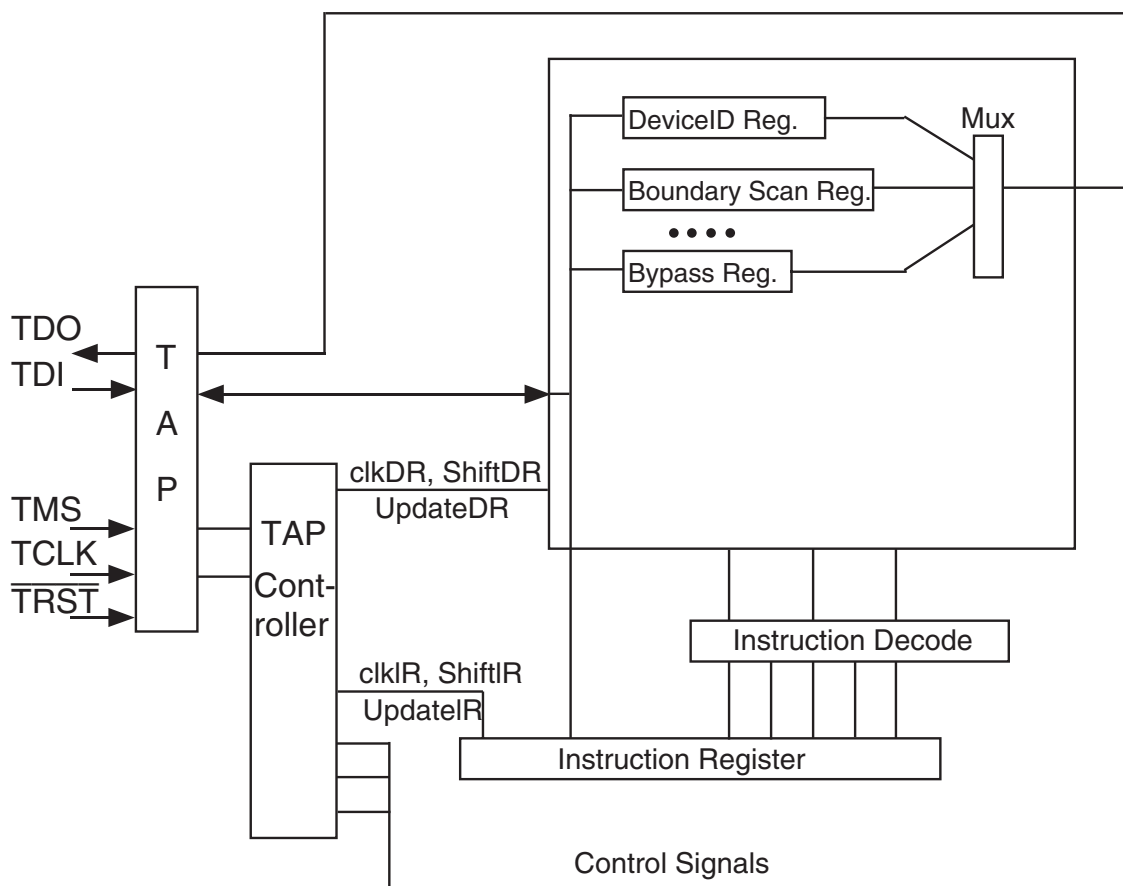 DeviceID Reg.
Mux
Boundary Scan Reg.
Bypass Reg.
TDO
TDI
T
A
P
TMS
TCLK
TRST
TAP
Cont-
roller
clkDR, ShiftDR
UpdateDR
Instruction Decode
clkIR, ShiftIR
UpdateIR
Instruction Register
Control Signals